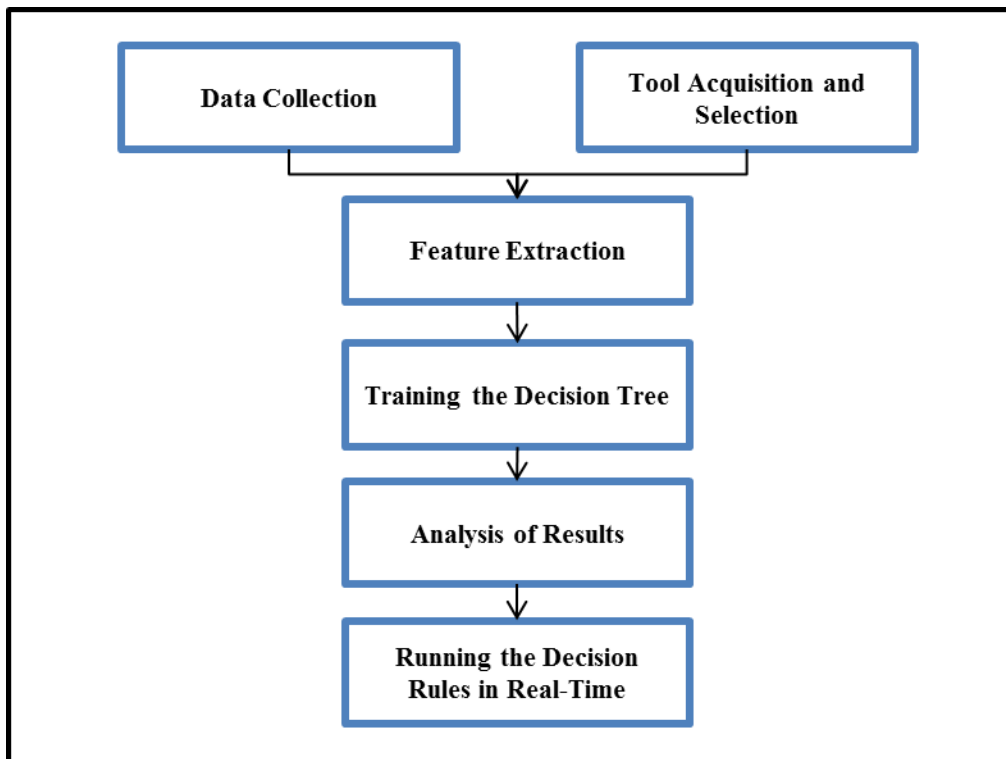 Data Collection
Tool Acquisition and
Selection
Feature Extraction
Training the Decision Tree
Analysis of Results
Running the Decision
Rules in Real-Time